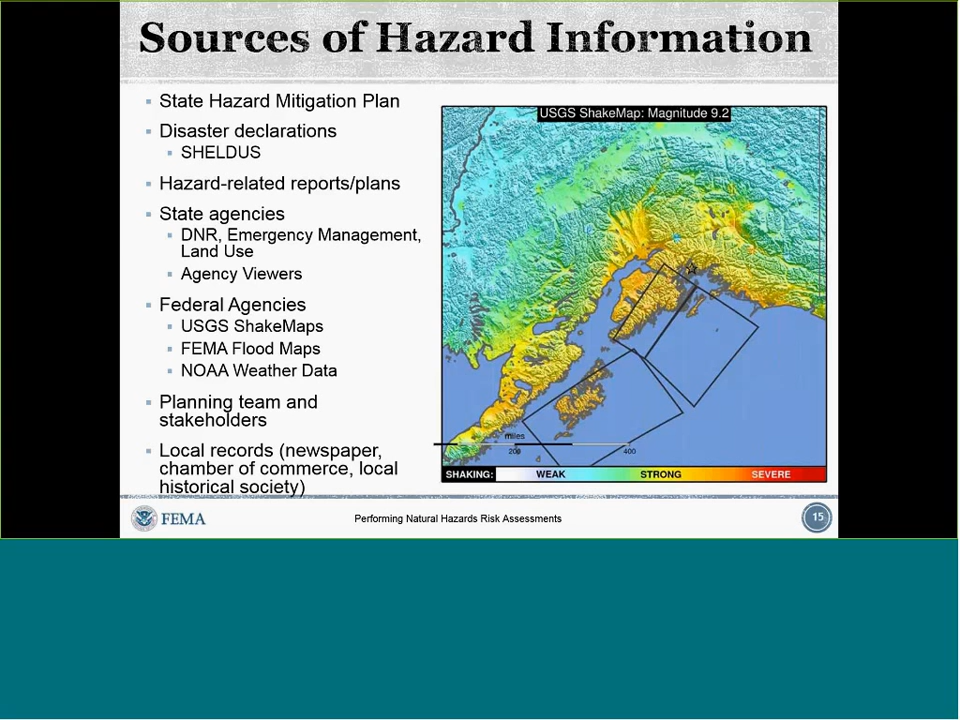 Sources of Hazard Information
State Hazard Mitigation Plan
Disaster declarations
SHELDUS
Hazard-related reports/plans
State agencies
DNR, Emergency Management,
Land Use
Agency Viewers
Federal Agencies
USGS ShakeMaps
FEMA Flood Maps
NOAA Weather Data
Planning team and
stakeholders
Local records (newspaper,
chamber of commerce, local
historical society)
USGS ShakeMap: Magnitude 9.2
miles
200 400
SHAKING: WEAK STRONG SEVERE
FEMA
Performing Natural Hazards Risk Assessments
15